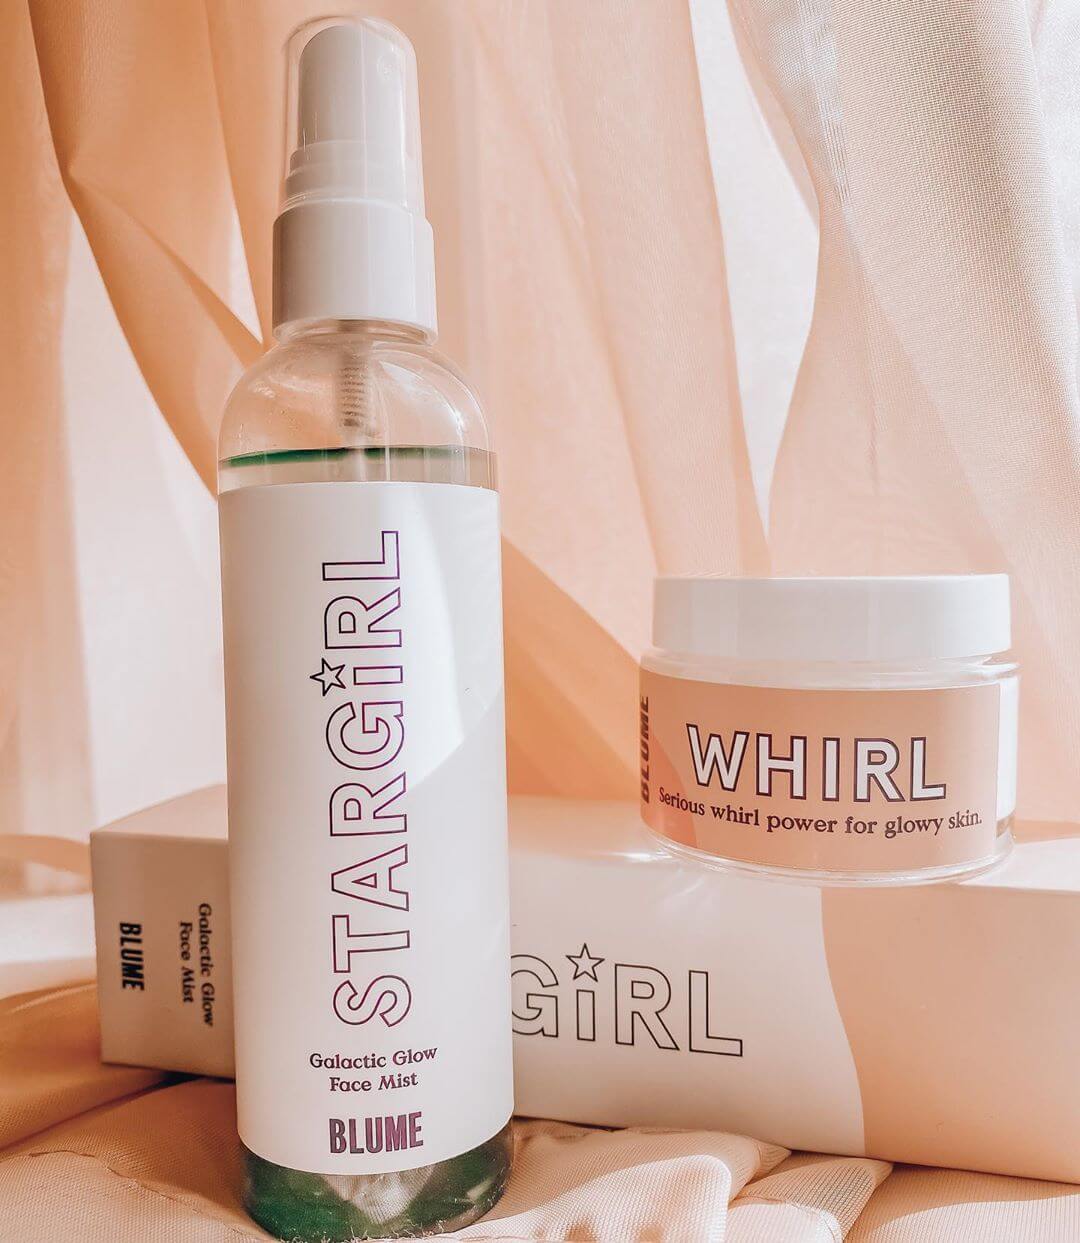 STARGiRL
Galactic Glow
Face Mist
BLUME
BLUME
WHIRL
Serious whirl power for glowy skin.
Galactic Glow
Face Mist
BLUME
GiRL